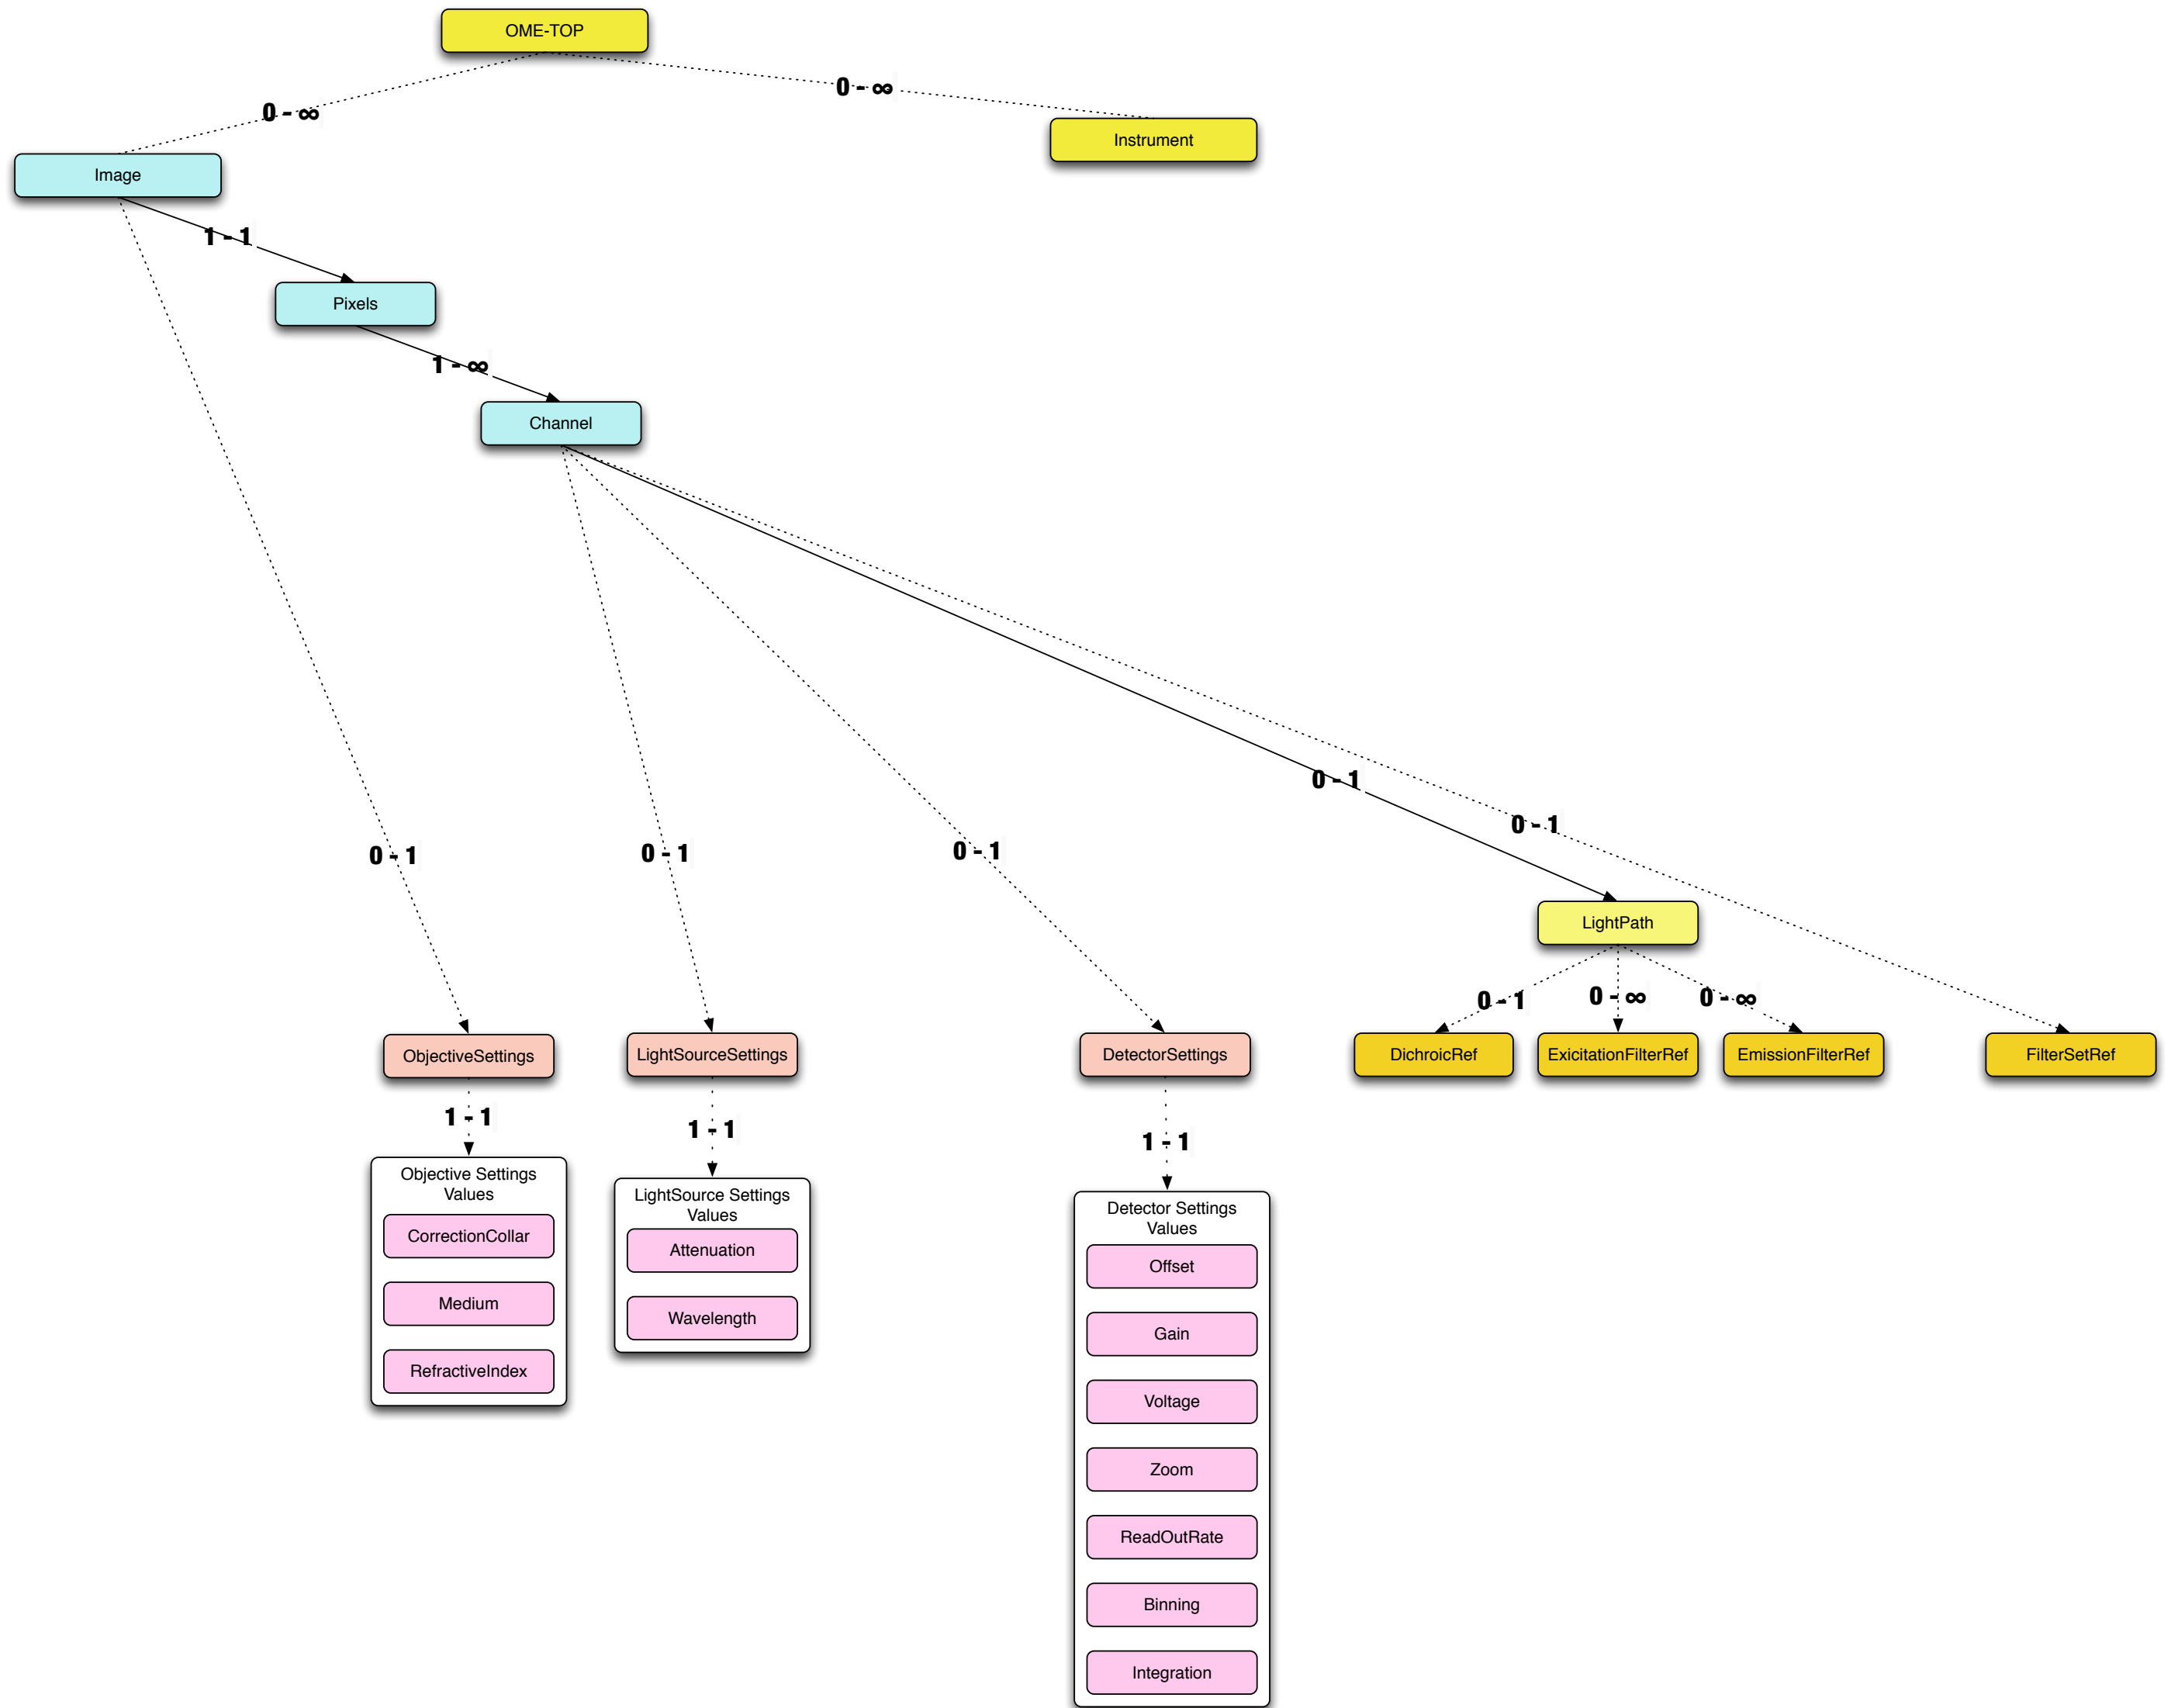 OME-TOP
0 - ∞
0 - ∞
Instrument
Image
1 - 1
Pixels
1 - ∞
Channel
0 - 1
0 - 1
0 - 1
0 - 1
0 - 1
LightPath
0 - 1
0 - ∞
0 - ∞
ObjectiveSettings
LightSourceSettings
DetectorSettings
DichroicRef
ExicitationFilterRef
EmissionFilterRef
FilterSetRef
1 - 1
1 - 1
1 - 1
Objective Settings
Values
CorrectionCollar
Medium
RefractiveIndex
LightSource Settings
Values
Attenuation
Wavelength
Detector Settings
Values
Offset
Gain
Voltage
Zoom
ReadOutRate
Binning
Integration